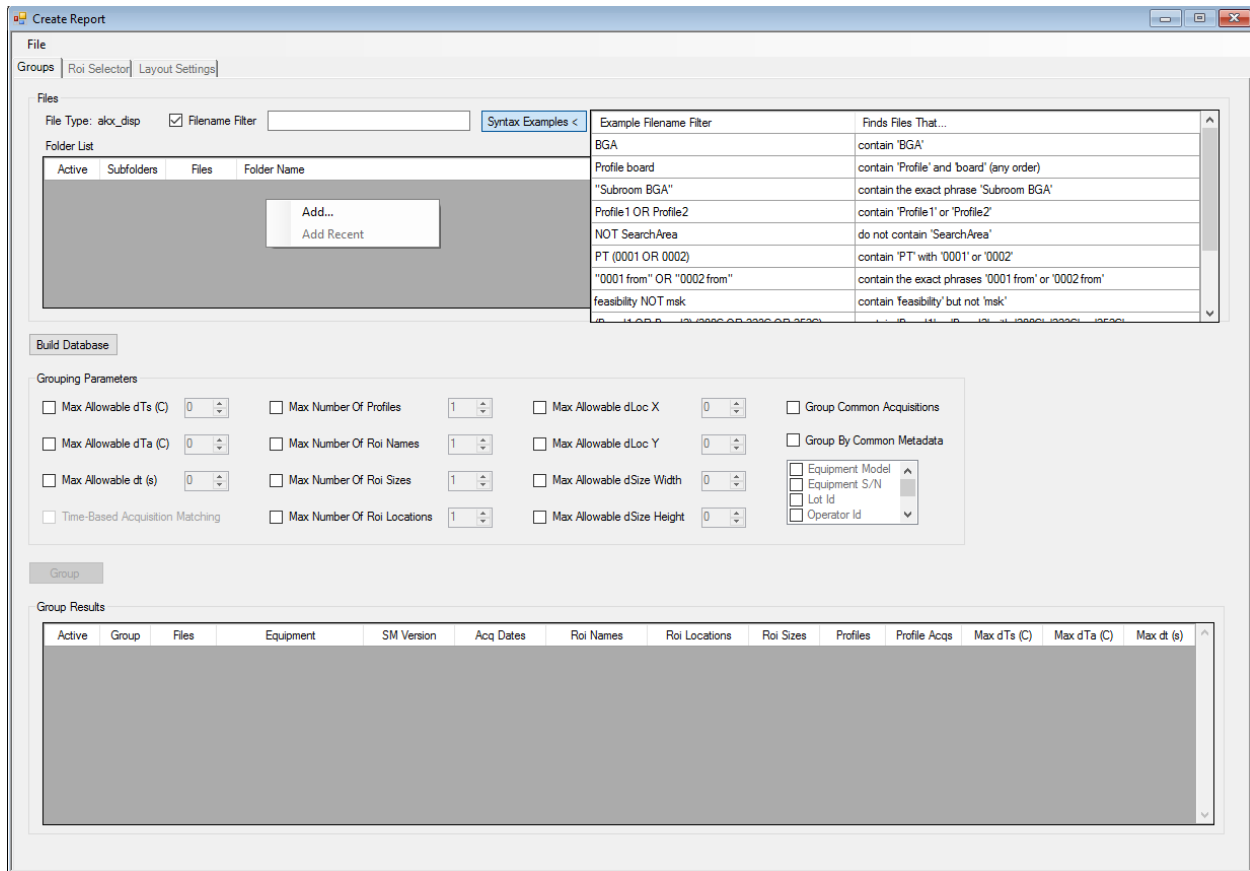 Create Report
File
Groups Roi Selector Layout Settings
Files
File Type: akx_disp Filename Filter Syntax Examples <
Folder List
Active Subfolders Files Folder Name
Add...
Add Recent
Example Filename Filter Finds Files That...
BGA contain 'BGA'
Profile board contain 'Profile' and 'board' (any order)
"Subroom BGA" contain the exact phrase 'Subroom BGA'
Profile1 OR Profile2 contain 'Profile1' or 'Profile2'
NOT SearchArea do not contain 'SearchArea'
PT (0001 OR 0002) contain 'PT' with '0001' or '0002'
"0001 from" OR "0002 from" contain the exact phrases '0001 from' or '0002 from'
feasibility NOT msk contain 'feasibility' but not 'msk'
Build Database
Grouping Parameters
Max Allowable dTs (C) 0 Max Number Of Profiles 1 Max Allowable dLoc X 0 Group Common Acquisitions
Max Allowable dTa (C) 0 Max Number Of Roi Names 1 Max Allowable dLoc Y 0 Group By Common Metadata
Max Allowable dt (s) 0 Max Number Of Roi Sizes 1 Max Allowable dSize Width 0
Time-Based Acquisition Matching Max Number Of Roi Locations 1 Max Allowable dSize Height 0
Equipment Model
Equipment S/N
Lot Id
Operator Id
Group
Group Results
Active Group Files Equipment SM Version Acq Dates Roi Names Roi Locations Roi Sizes Profiles Profile Acqs Max dTs (C) Max dTa (C) Max dt (s)